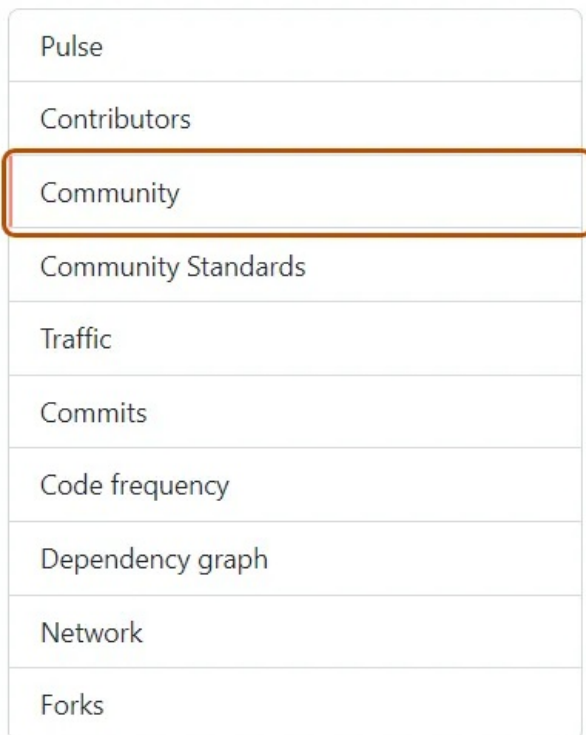 Pulse
Contributors
Community
Community Standards
Traffic
Commits
Code frequency
Dependency graph
Network
Forks